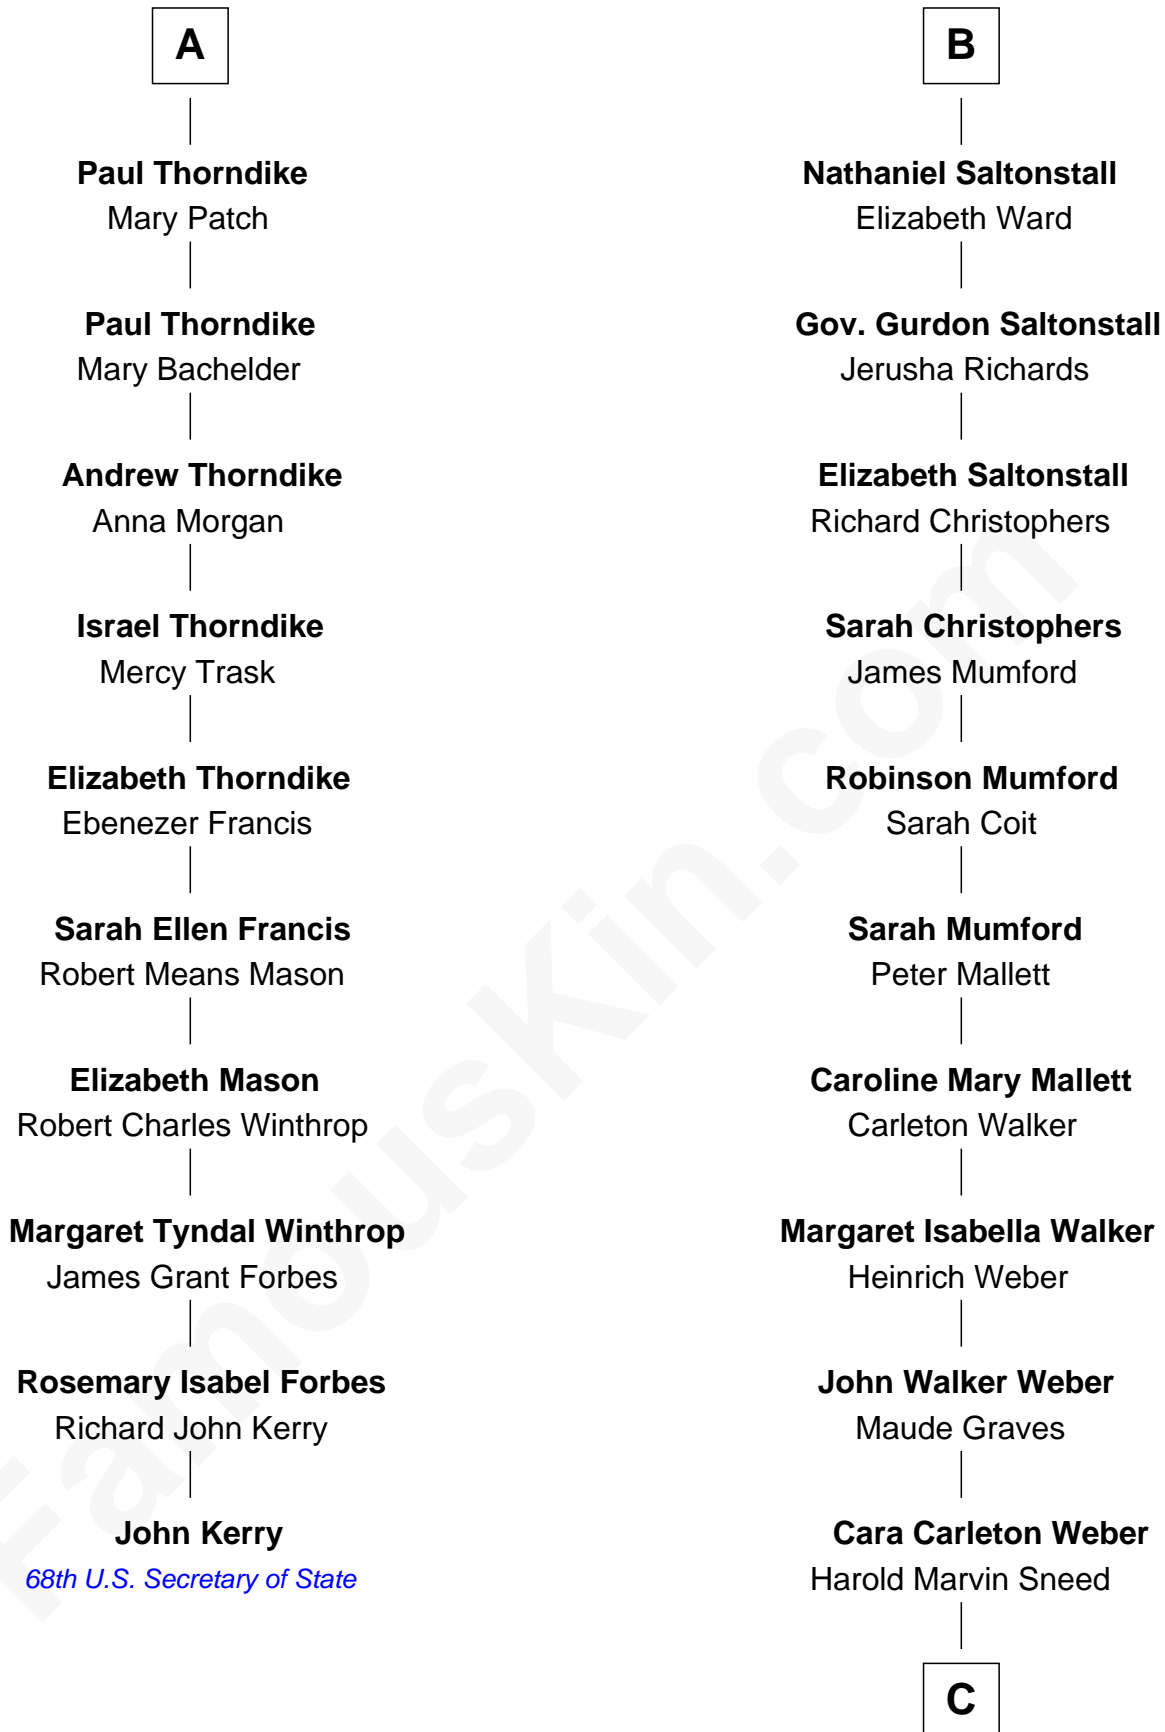 A
Paul Thorndike
Mary Patch
Paul Thorndike
Mary Bachelder
Andrew Thorndike
Anna Morgan
Israel Thorndike
Mercy Trask
Elizabeth Thorndike
Ebenezer Francis
Sarah Ellen Francis
Robert Means Mason
Elizabeth Mason
Robert Charles Winthrop
Margaret Tyndal Winthrop
James Grant Forbes
Rosemary Isabel Forbes
Richard John Kerry
John Kerry
68th U.S. Secretary of State
B
Nathaniel Saltonstall
Elizabeth Ward
Gov. Gurdon Saltonstall
Jerusha Richards
Elizabeth Saltonstall
Richard Christophers
Sarah Christophers
James Mumford
Robinson Mumford
Sarah Coit
Sarah Mumford
Peter Mallett
Caroline Mary Mallett
Carleton Walker
Margaret Isabella Walker
Heinrich Weber
John Walker Weber
Maude Graves
Cara Carleton Weber
Harold Marvin Sneed
C
FamousKin.com